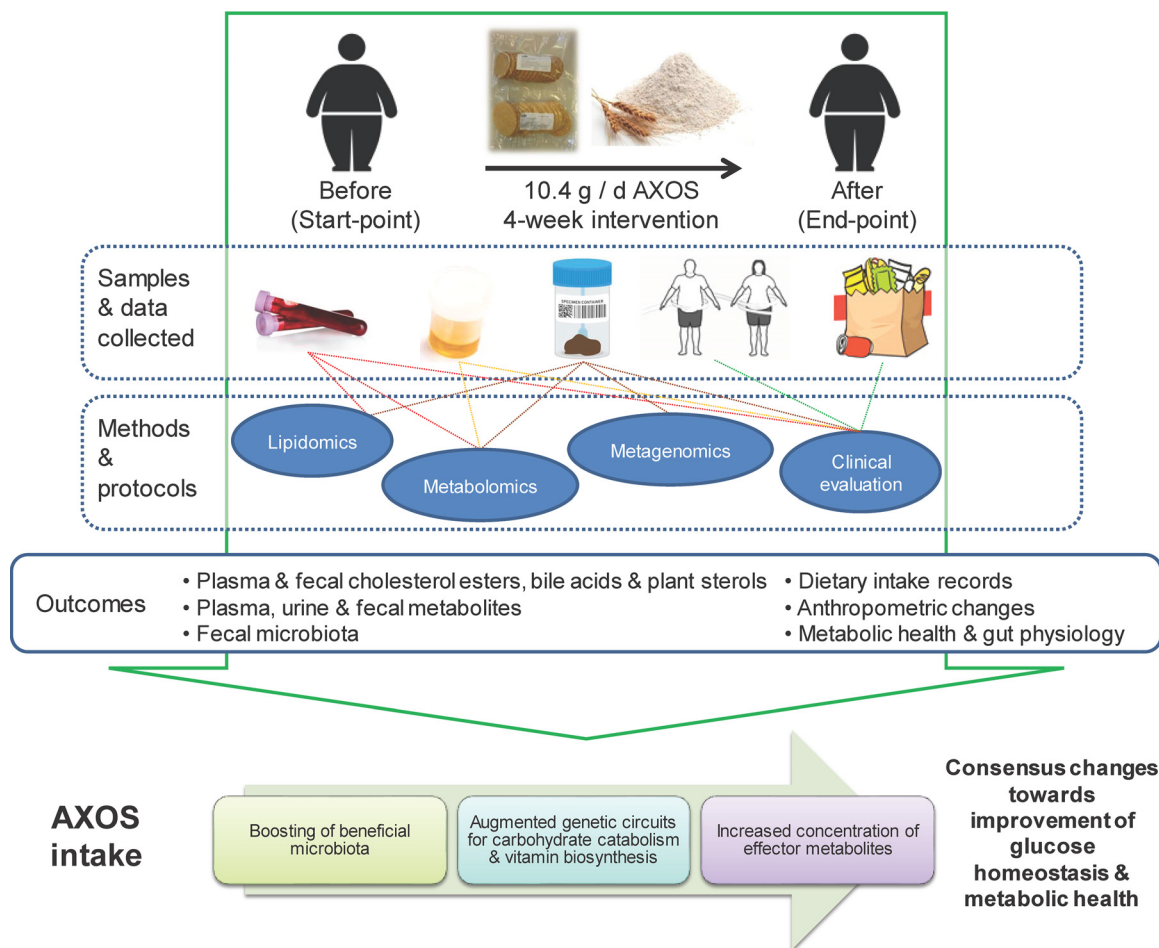 Before
(Start-point)
10.4 g / d AXOS
4-week intervention
After
(End-point)
Samples
& data
collected
SPECIMEN CONTAINER
Methods
&
protocols
Lipidomics
Metabolomics
Metagenomics
Clinical
evaluation
Outcomes
• Plasma & fecal cholesterol esters, bile acids & plant sterols
• Plasma, urine & fecal metabolites
• Fecal microbiota
• Dietary intake records
• Anthropometric changes
• Metabolic health & gut physiology
AXOS
intake
Boosting of beneficial
microbiota
Augmented genetic circuits
for carbohydrate catabolism
& vitamin biosynthesis
Increased concentration of
effector metabolites
Consensus changes
towards
improvement of
glucose
homeostasis &
metabolic health